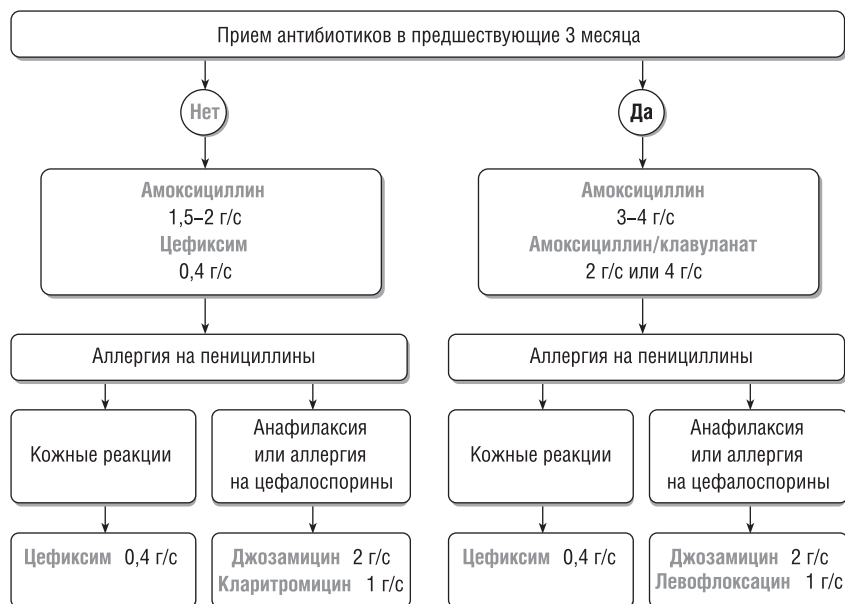 Прием антибиотиков в предшествующие 3 месяца
Нет
Да
Амоксициллин
1,5–2 г/с
Цефиксим
0,4 г/с
Амоксициллин
3–4 г/с
Амоксициллин/клавуланат
2 г/с или 4 г/с
Аллергия на пенициллины
Аллергия на пенициллины
Кожные реакции
Анафилаксия
или аллергия
на цефалоспорины
Кожные реакции
Анафилаксия
или аллергия
на цефалоспорины
Цефиксим 0,4 г/с
Джозамицин 2 г/с
Кларитромицин 1 г/с
Цефиксим 0,4 г/с
Джозамицин 2 г/с
Левофлоксацин 1 г/с